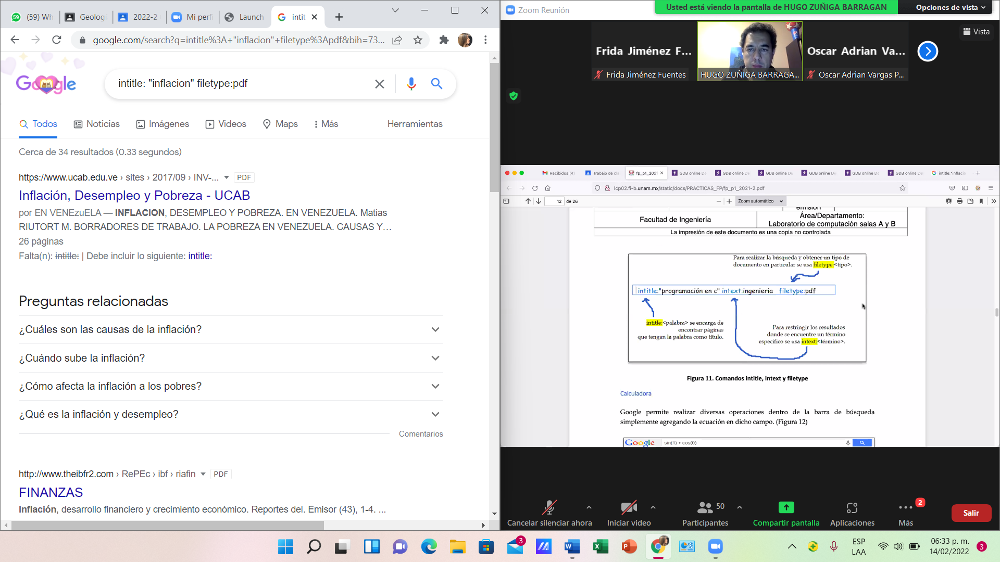 (59) Wh
Geologí
2022-2
Mi perfi
Launch
intit
google.com/search?q=intitle%3A+"inflacion"+filetype%3Apdf&bih=73...
Google
intitle: "inflacion" filetype:pdf
Todos
Noticias
Imágenes
Videos
Maps
Más
Herramientas
Cerca de 34 resultados (0.33 segundos)
https://www.ucab.edu.ve › sites › 2017/09 › INV-...
PDF
Inflación, Desempleo y Pobreza - UCAB
por EN VENEzuELA — INFLACION, DESEMPLEO Y POBREZA. EN VENEZUELA. Matias
RIUTORT M. BORRADORES DE TRABAJO. LA POBREZA EN VENEZUELA. CAUSAS Y...
26 páginas
Falta(n): intitle: | Debe incluir lo siguiente: intitle:
Preguntas relacionadas
¿Cuáles son las causas de la inflación?
¿Cuándo sube la inflación?
¿Cómo afecta la inflación a los pobres?
¿Qué es la inflación y desempleo?
Comentarios
http://www.theibfr2.com › RePEc › ibf › riafin
PDF
FINANZAS
Inflación, desarrollo financiero y crecimiento económico. Reportes del. Emisor (43), 1-4. ...
Zoom Reunión
Usted está viendo la pantalla de HUGO ZUÑIGA BARRAGAN
Opciones de vista
Vista
Frida Jiménez F...
Frida Jiménez Fuentes
HUGO ZUÑIGA BARRAGA...
Oscar Adrian Va...
Oscar Adrian Vargas P...
Recibidos (4)
Trabajo de cla
fp_p1_2021
GDB online De
GDB online De
GDB online De
GDB online De
GDB online De
GDB online De
intitle:"inflaci
lcp02.fi-b.unam.mx/static/docs/PRACTICAS_FP/fp_p1_2021-2.pdf
12 de 26
Zoom automático
emisión
Facultad de Ingeniería
Área/Departamento:
Laboratorio de computación salas A y B
La impresión de este documento es una copia no controlada
Para realizar la búsqueda y obtener un tipo de
documento en particular se usa filetype:<tipo>.
intitle:"programación en c" intext:ingenieria filetype:pdf
intitle:<palabra> se encarga de
encontrar páginas
que tengan la palabra como título.
Para restringir los resultados
donde se encuentre un término
específico se usa intext:<término>.
Figura 11. Comandos intitle, intext y filetype
Calculadora
Google permite realizar diversas operaciones dentro de la barra de búsqueda
simplemente agregando la ecuación en dicho campo. (Figura 12)
Google
sin(1) + cos(0)
Cancelar silenciar ahora
Iniciar video
50
Participantes
Compartir pantalla
Aplicaciones
2
Más
Salir
3
ESP
LAA
06:33 p. m.
14/02/2022
3